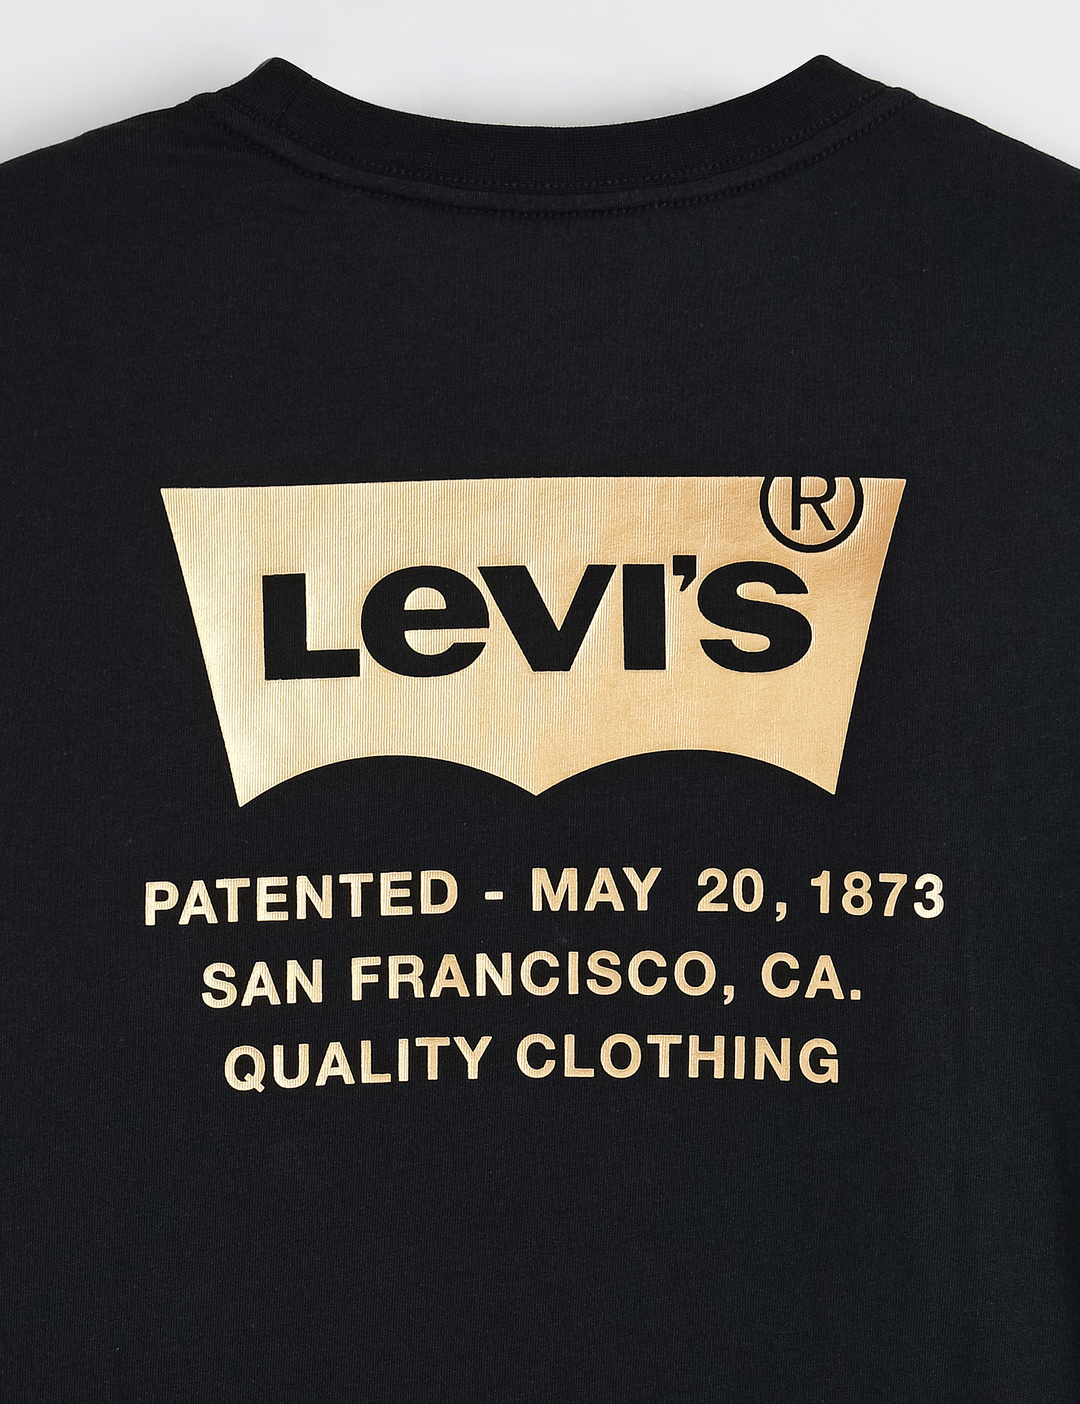 ®
LEVI'S
PATENTED - MAY 20, 1873
SAN FRANCISCO, CA.
QUALITY CLOTHING